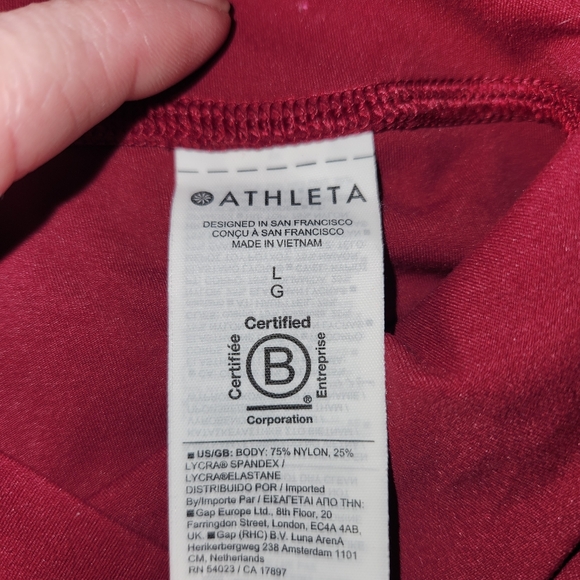 ATHLETA
DESIGNED IN SAN FRANCISCO
CONÇU À SAN FRANCISCO
MADE IN VIETNAM
L
G
Certified
Certifiée
B
Entreprise
®
Corporation
■ US/GB: BODY: 75% NYLON, 25%
LYCRA® SPANDEX /
LYCRA®ELASTANE
DISTRIBUIDO POR / Imported
By/Importe Par / ΕΙΣΑΓΕΤΑΙ ΑΠΟ ΤΗΝ
■ Gap Europe Ltd., 8th Floor, 20
Farringdon Street, London, EC4A 4AB,
UK. ■ Gap (RHC) B.V. Luna ArenA
Herikerbergweg 238 Amsterdam 1101
CM, Netherlands
RN 54023 / CA 17897